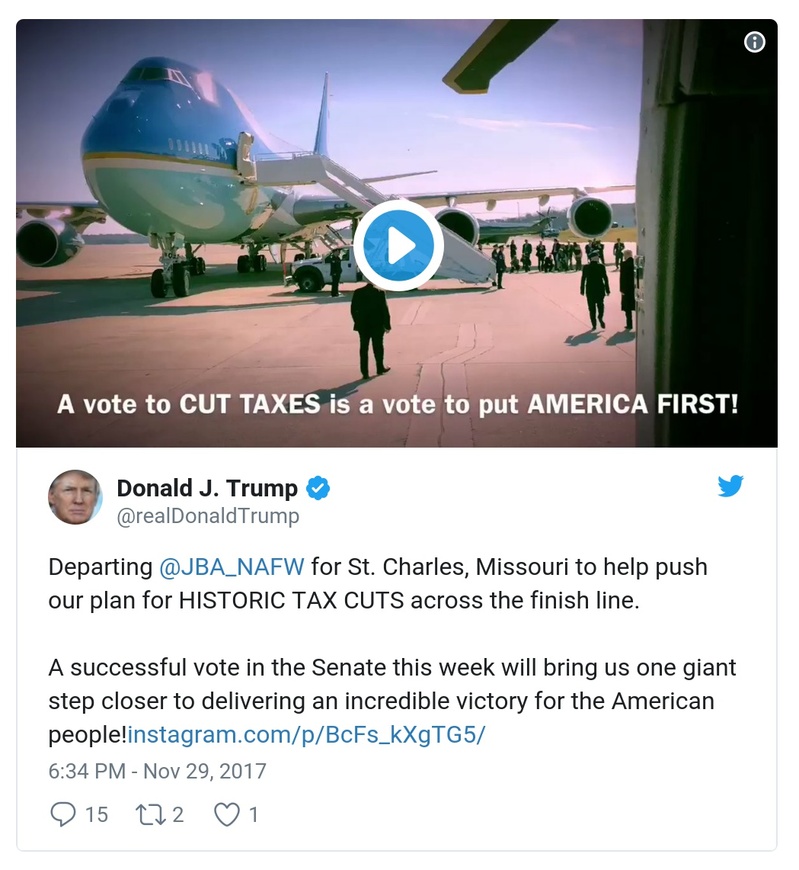 A vote to CUT TAXES is a vote to put AMERICA FIRST!
Donald J. Trump
@realDonaldTrump
Departing @JBA_NAFW for St. Charles, Missouri to help push
our plan for HISTORIC TAX CUTS across the finish line.
A successful vote in the Senate this week will bring us one giant
step closer to delivering an incredible victory for the American
people!instagram.com/p/BcFs_kXgTG5/
6:34 PM - Nov 29, 2017
15 2 1